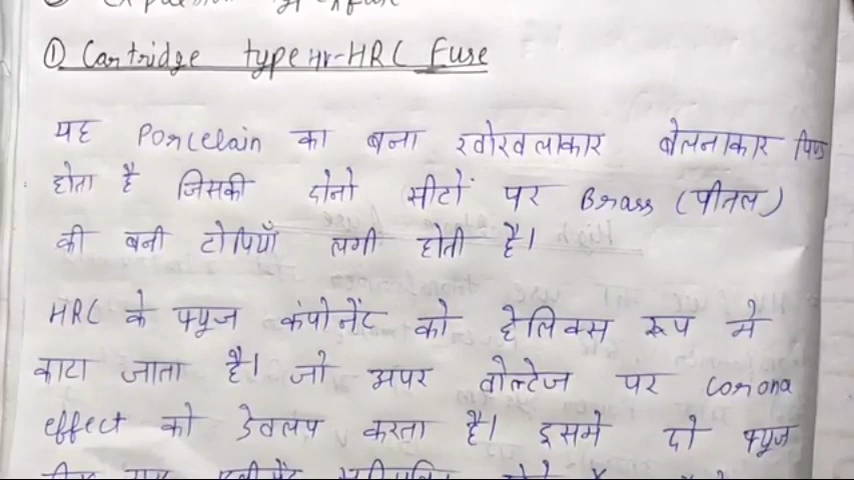 ① Cartridge type Hr-HRC Fuse
यह Porcelain का बना खोखलाकार बेलनाकार पिण्ड
होता है जिसकी दोनो सीटों पर Brass (पीतल)
की बनी टोपियाँ लगी होती है।
HRC के फ्यूज कंपोनेंट को हेलिक्स रूप मे
काटा जाता है। जो अपर वोल्टेज पर corona
effect को डेवलप करता है। इसमे दो फ्यूज